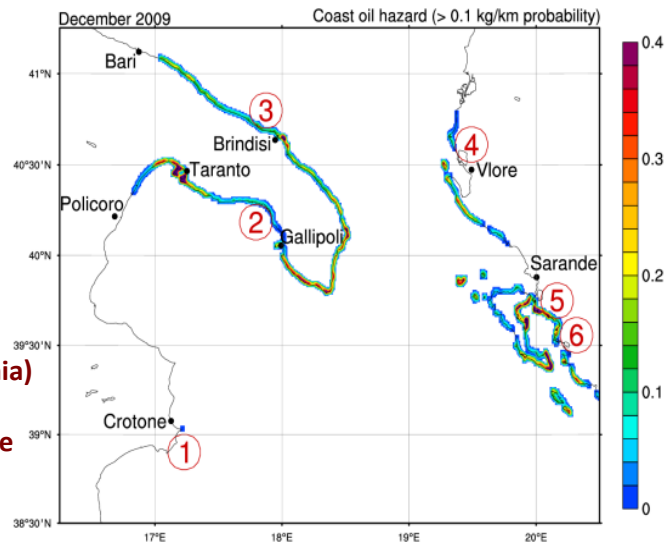 December 2009
Coast oil hazard (> 0.1 kg/km probability)
0.4
41°N
Bari
3
Brindisi
4
40°30'N
Taranto
Vlore
0.3
Policoro
2
40°N
Gallipoli
Sarande
0.2
5
39°30'N
6
nia)
0.1
e
Crotone
39°N
1
38°30'N
0
17°E
18°E
19°E
20°E